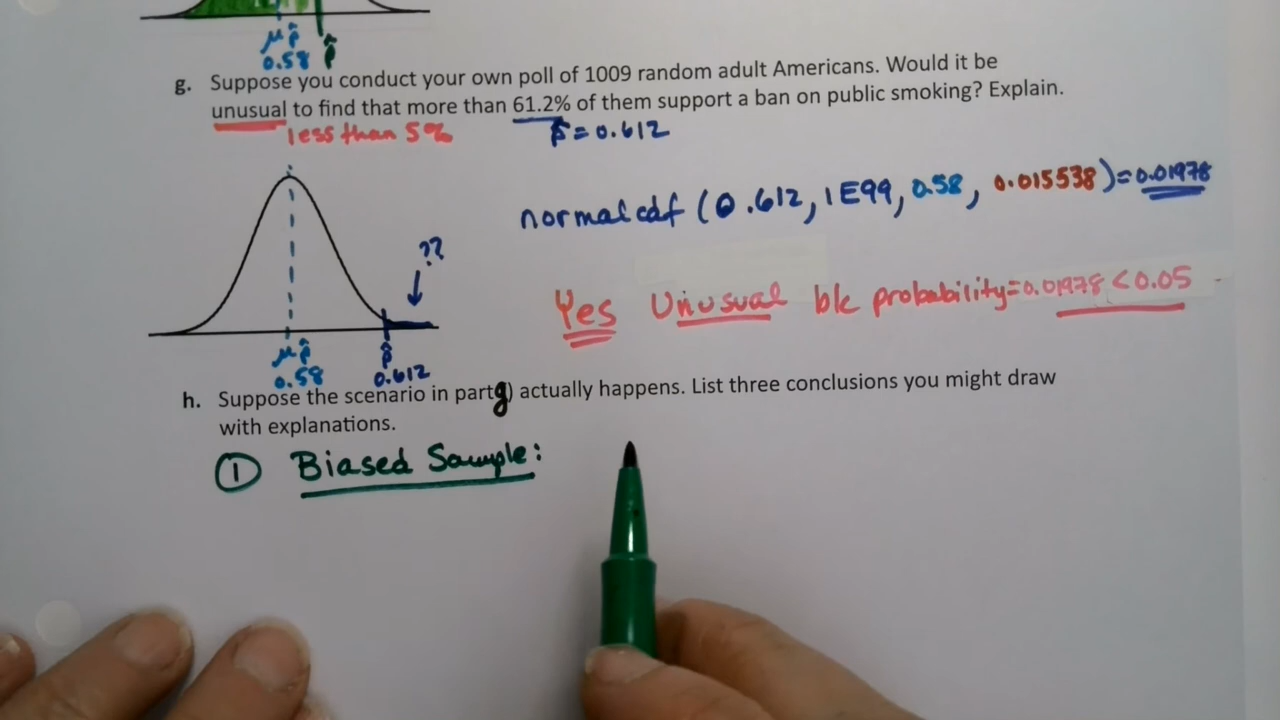 μp̂ p̂
0.58
g. Suppose you conduct your own poll of 1009 random adult Americans. Would it be
unusual to find that more than 61.2% of them support a ban on public smoking? Explain.
less than 5% p̂=0.612
normalcdf (0.612, 1E99, 0.58, 0.015538)=0.01978
??
Yes Unusual b/c probability=0.01978<0.05
μp̂ p̂
0.58 0.612
h. Suppose the scenario in part g) actually happens. List three conclusions you might draw
with explanations.
① Biased Sample: